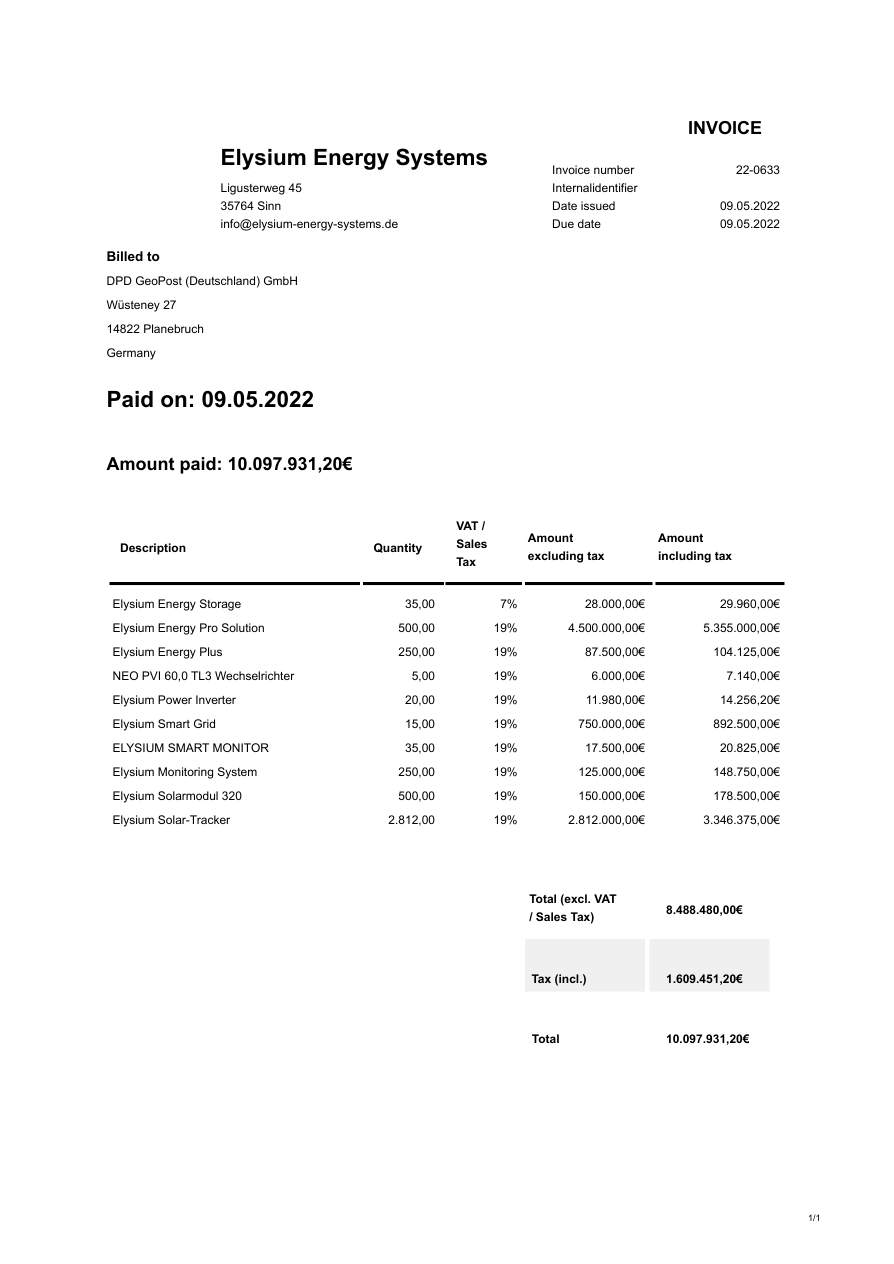 INVOICE
Elysium Energy Systems
Ligusterweg 45
35764 Sinn
info@elysium-energy-systems.de
Invoice number 22-0633
Internalidentifier
Date issued 09.05.2022
Due date 09.05.2022
Billed to
DPD GeoPost (Deutschland) GmbH
Wüsteney 27
14822 Planebruch
Germany
Paid on: 09.05.2022
Amount paid: 10.097.931,20€
Description Quantity VAT / Sales Tax Amount excluding tax Amount including tax
Elysium Energy Storage 35,00 7% 28.000,00€ 29.960,00€
Elysium Energy Pro Solution 500,00 19% 4.500.000,00€ 5.355.000,00€
Elysium Energy Plus 250,00 19% 87.500,00€ 104.125,00€
NEO PVI 60,0 TL3 Wechselrichter 5,00 19% 6.000,00€ 7.140,00€
Elysium Power Inverter 20,00 19% 11.980,00€ 14.256,20€
Elysium Smart Grid 15,00 19% 750.000,00€ 892.500,00€
ELYSIUM SMART MONITOR 35,00 19% 17.500,00€ 20.825,00€
Elysium Monitoring System 250,00 19% 125.000,00€ 148.750,00€
Elysium Solarmodul 320 500,00 19% 150.000,00€ 178.500,00€
Elysium Solar-Tracker 2.812,00 19% 2.812.000,00€ 3.346.375,00€
Total (excl. VAT / Sales Tax) 8.488.480,00€
Tax (incl.) 1.609.451,20€
Total 10.097.931,20€
1/1